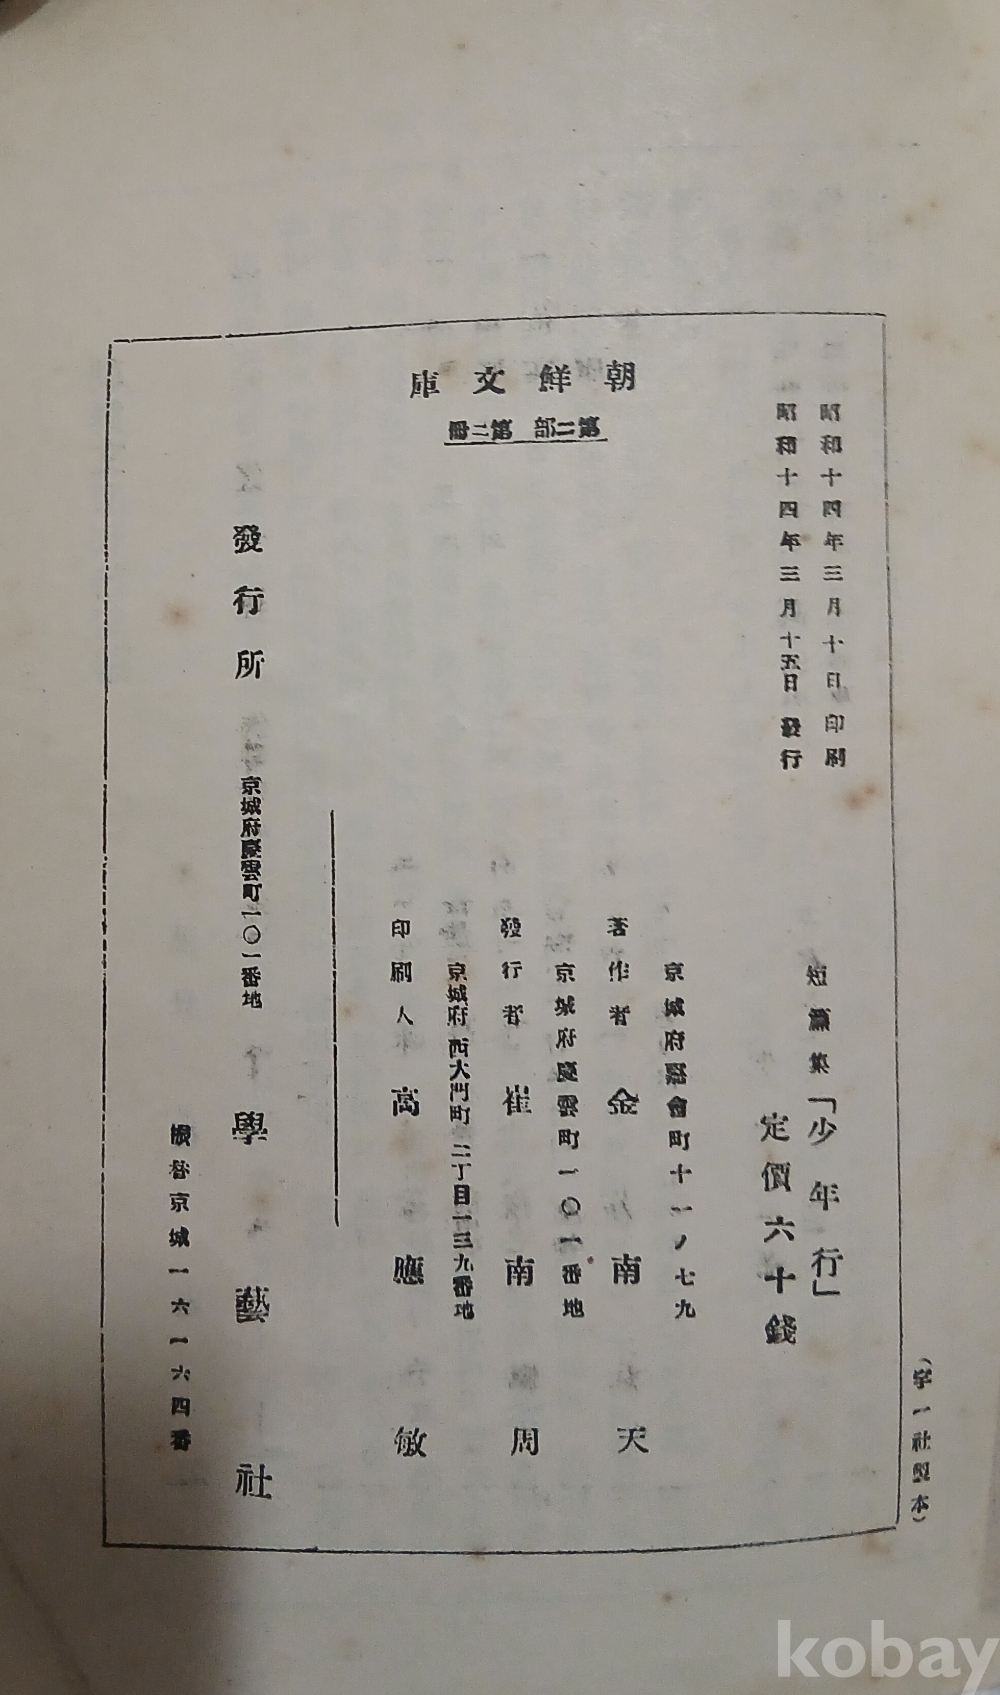 朝鮮文庫
第二部 第二冊
昭和十四年三月十日印刷
昭和十四年三月十五日發行
短篇集「少年行」
定價六十錢
京城府嘉會町十一ノ七九
著作者 金南天
京城府慶雲町一〇一番地
發行者 崔南周
京城府西大門町二丁目一三九番地
印刷人 高應敏
發行所 京城府慶雲町一〇一番地 學藝社
振替京城一六一六四番
一社製本)
kobay